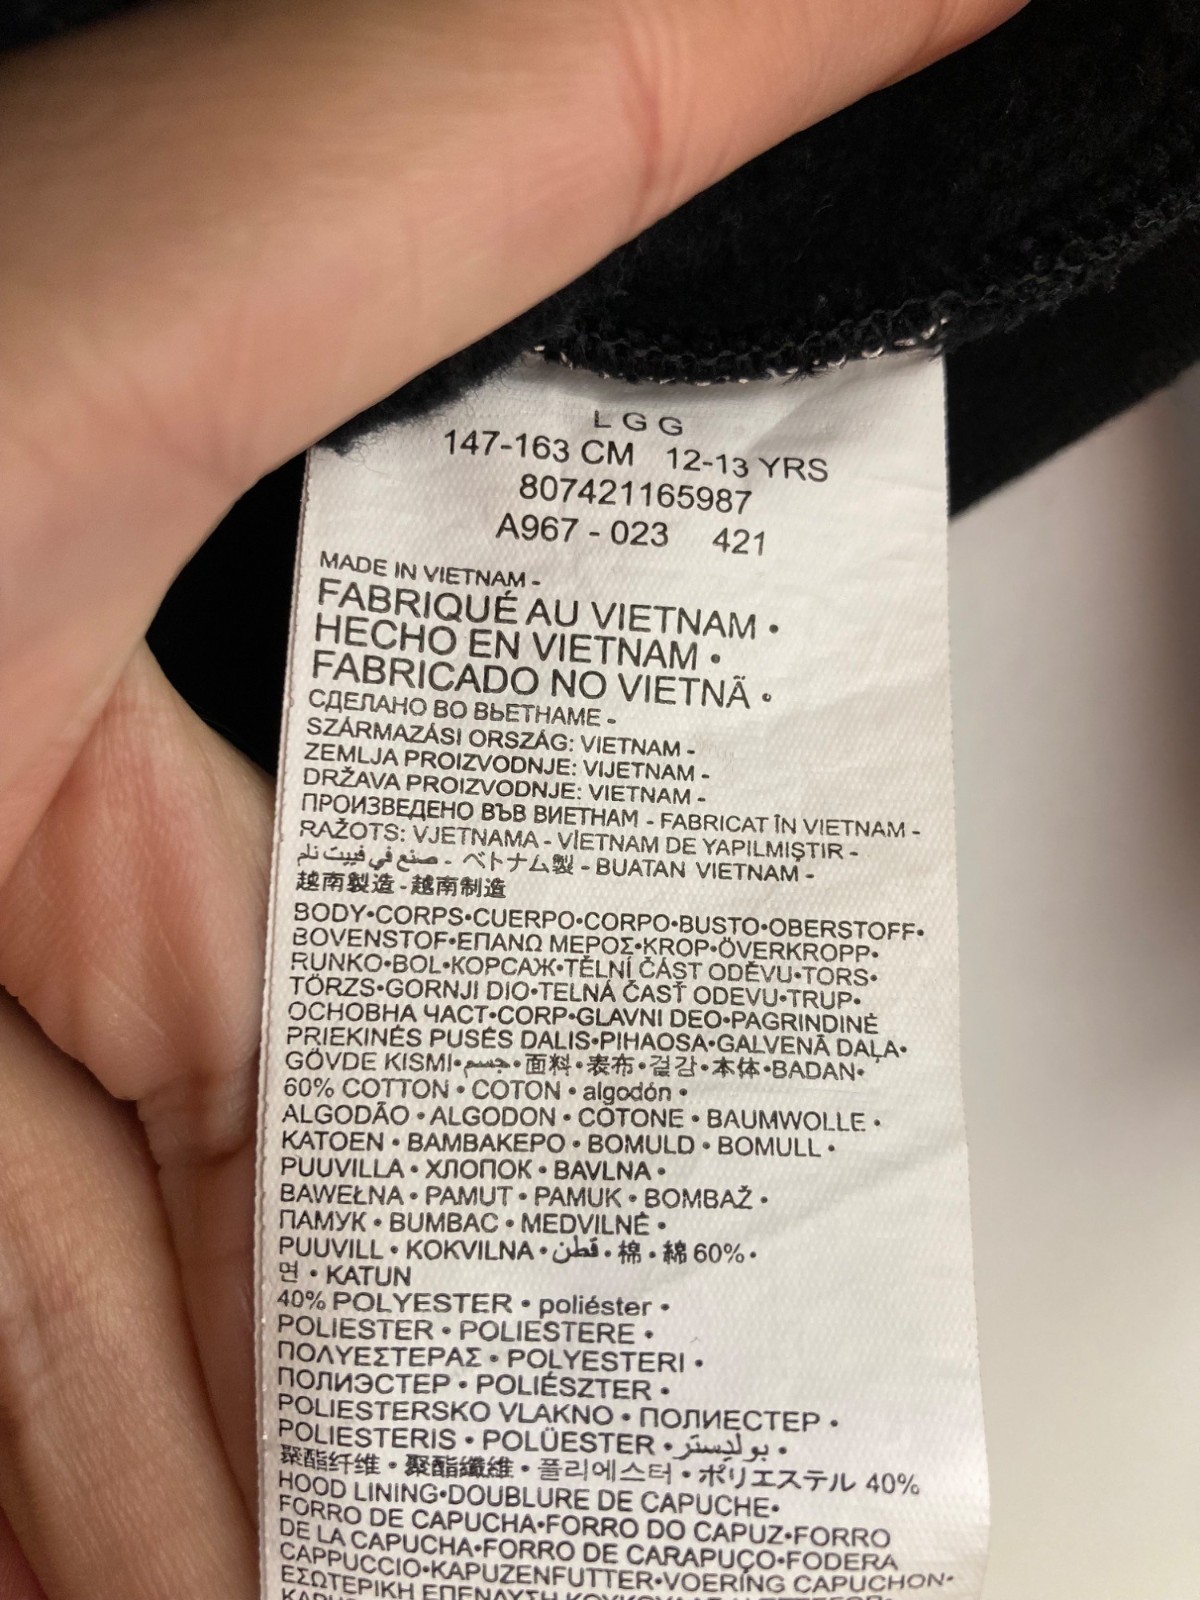 L G G
147-163 CM 12-13 YRS
807421165987
A967 - 023 421
MADE IN VIETNAM -
FABRIQUÉ AU VIETNAM •
HECHO EN VIETNAM •
FABRICADO NO VIETNÃ •
СДЕЛАНО ВО ВЬЕТНАМЕ -
SZÁRMAZÁSI ORSZÁG: VIETNAM -
ZEMLJA PROIZVODNJE: VIJETNAM -
DRŽAVA PROIZVODNJE: VIETNAM -
ПРОИЗВЕДЕНО ВЪВ ВИЕТНАМ - FABRICAT ÎN VIETNAM -
RAŽOTS: VJETNAMA - VİETNAM DE YAPILMIŞTIR -
صنع في فييت نام - ベトナム製 - BUATAN VIETNAM -
越南製造 - 越南制造
BODY•CORPS•CUERPO•CORPO•BUSTO•OBERSTOFF•
BOVENSTOF•ΕΠΑΝΩ ΜΕΡΟΣ•KROP•ÖVERKROPP•
RUNKO•BOL•КОРСАЖ•TĚLNÍ ČÁST ODĚVU•TORS•
TÖRZS•GORNJI DIO•TELNÁ ČASŤ ODEVU•TRUP•
ОСНОВНА ЧАСТ•CORP•GLAVNI DEO•PAGRINDINĖ
PRIEKINĖS PUSĖS DALIS•PIHAOSA•GALVENĀ DAĻA•
GÖVDE KISMI•جسم•面料•表布•겉감•本体•BADAN•
60% COTTON • COTON • algodón •
ALGODÃO • ALGODON • COTONE • BAUMWOLLE •
KATOEN • ΒΑΜΒΑΚΕΡΟ • BOMULD • BOMULL •
PUUVILLA • ХЛОПОК • BAVLNA •
BAWEŁNA • PAMUT • PAMUK • BOMBAŽ •
ПАМУК • BUMBAC • MEDVILNĖ •
PUUVILL • KOKVILNA • قطن • 棉 • 綿 60% •
면 • KATUN
40% POLYESTER • poliéster •
POLIESTER • POLIESTERE •
ΠΟΛΥΕΣΤΕΡΑΣ • POLYESTERI •
ПОЛИЭСТЕР • POLIÉSZTER •
POLIESTERSKO VLAKNO • ПОЛИЕСТЕР •
POLIESTERIS • POLÜESTER • بوليستر •
聚酯纤维 • 聚酯纖維 • 폴리에스터 • ポリエステル 40%
HOOD LINING•DOUBLURE DE CAPUCHE•
FORRO DE CAPUCHA•FORRO DO CAPUZ•FORRO
DE LA CAPUCHA•FORRO DE CARAPUÇO•FODERA
CAPPUCCIO•KAPUZENFUTTER•VOERING CAPUCHON•
ΕΣΩΤΕΡΙΚΗ ΕΠΕΝΔΥΣΗ